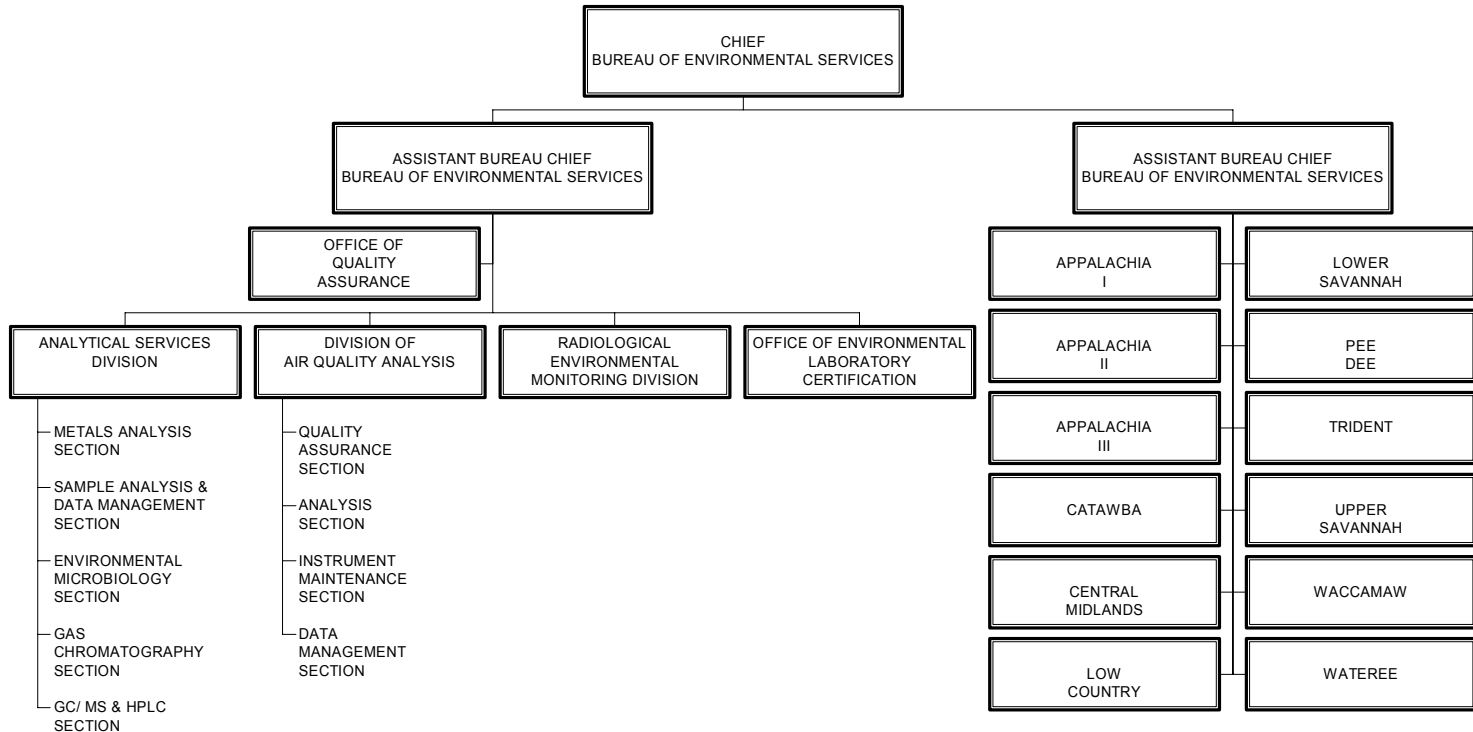 CHIEF
BUREAU OF ENVIRONMENTAL SERVICES
ASSISTANT BUREAU CHIEF
BUREAU OF ENVIRONMENTAL SERVICES
ASSISTANT BUREAU CHIEF
BUREAU OF ENVIRONMENTAL SERVICES
OFFICE OF
QUALITY
ASSURANCE
ANALYTICAL SERVICES
DIVISION
METALS ANALYSIS
SECTION
SAMPLE ANALYSIS &
DATA MANAGEMENT
SECTION
ENVIRONMENTAL
MICROBIOLOGY
SECTION
GAS
CHROMATOGRAPHY
SECTION
GC/ MS & HPLC
SECTION
DIVISION OF
AIR QUALITY ANALYSIS
QUALITY
ASSURANCE
SECTION
ANALYSIS
SECTION
INSTRUMENT
MAINTENANCE
SECTION
DATA
MANAGEMENT
SECTION
RADIOLOGICAL
ENVIRONMENTAL
MONITORING DIVISION
OFFICE OF ENVIRONMENTAL
LABORATORY
CERTIFICATION
APPALACHIA
I
LOWER
SAVANNAH
APPALACHIA
II
PEE
DEE
APPALACHIA
III
TRIDENT
CATAWBA
UPPER
SAVANNAH
CENTRAL
MIDLANDS
WACCAMAW
LOW
COUNTRY
WATEREE